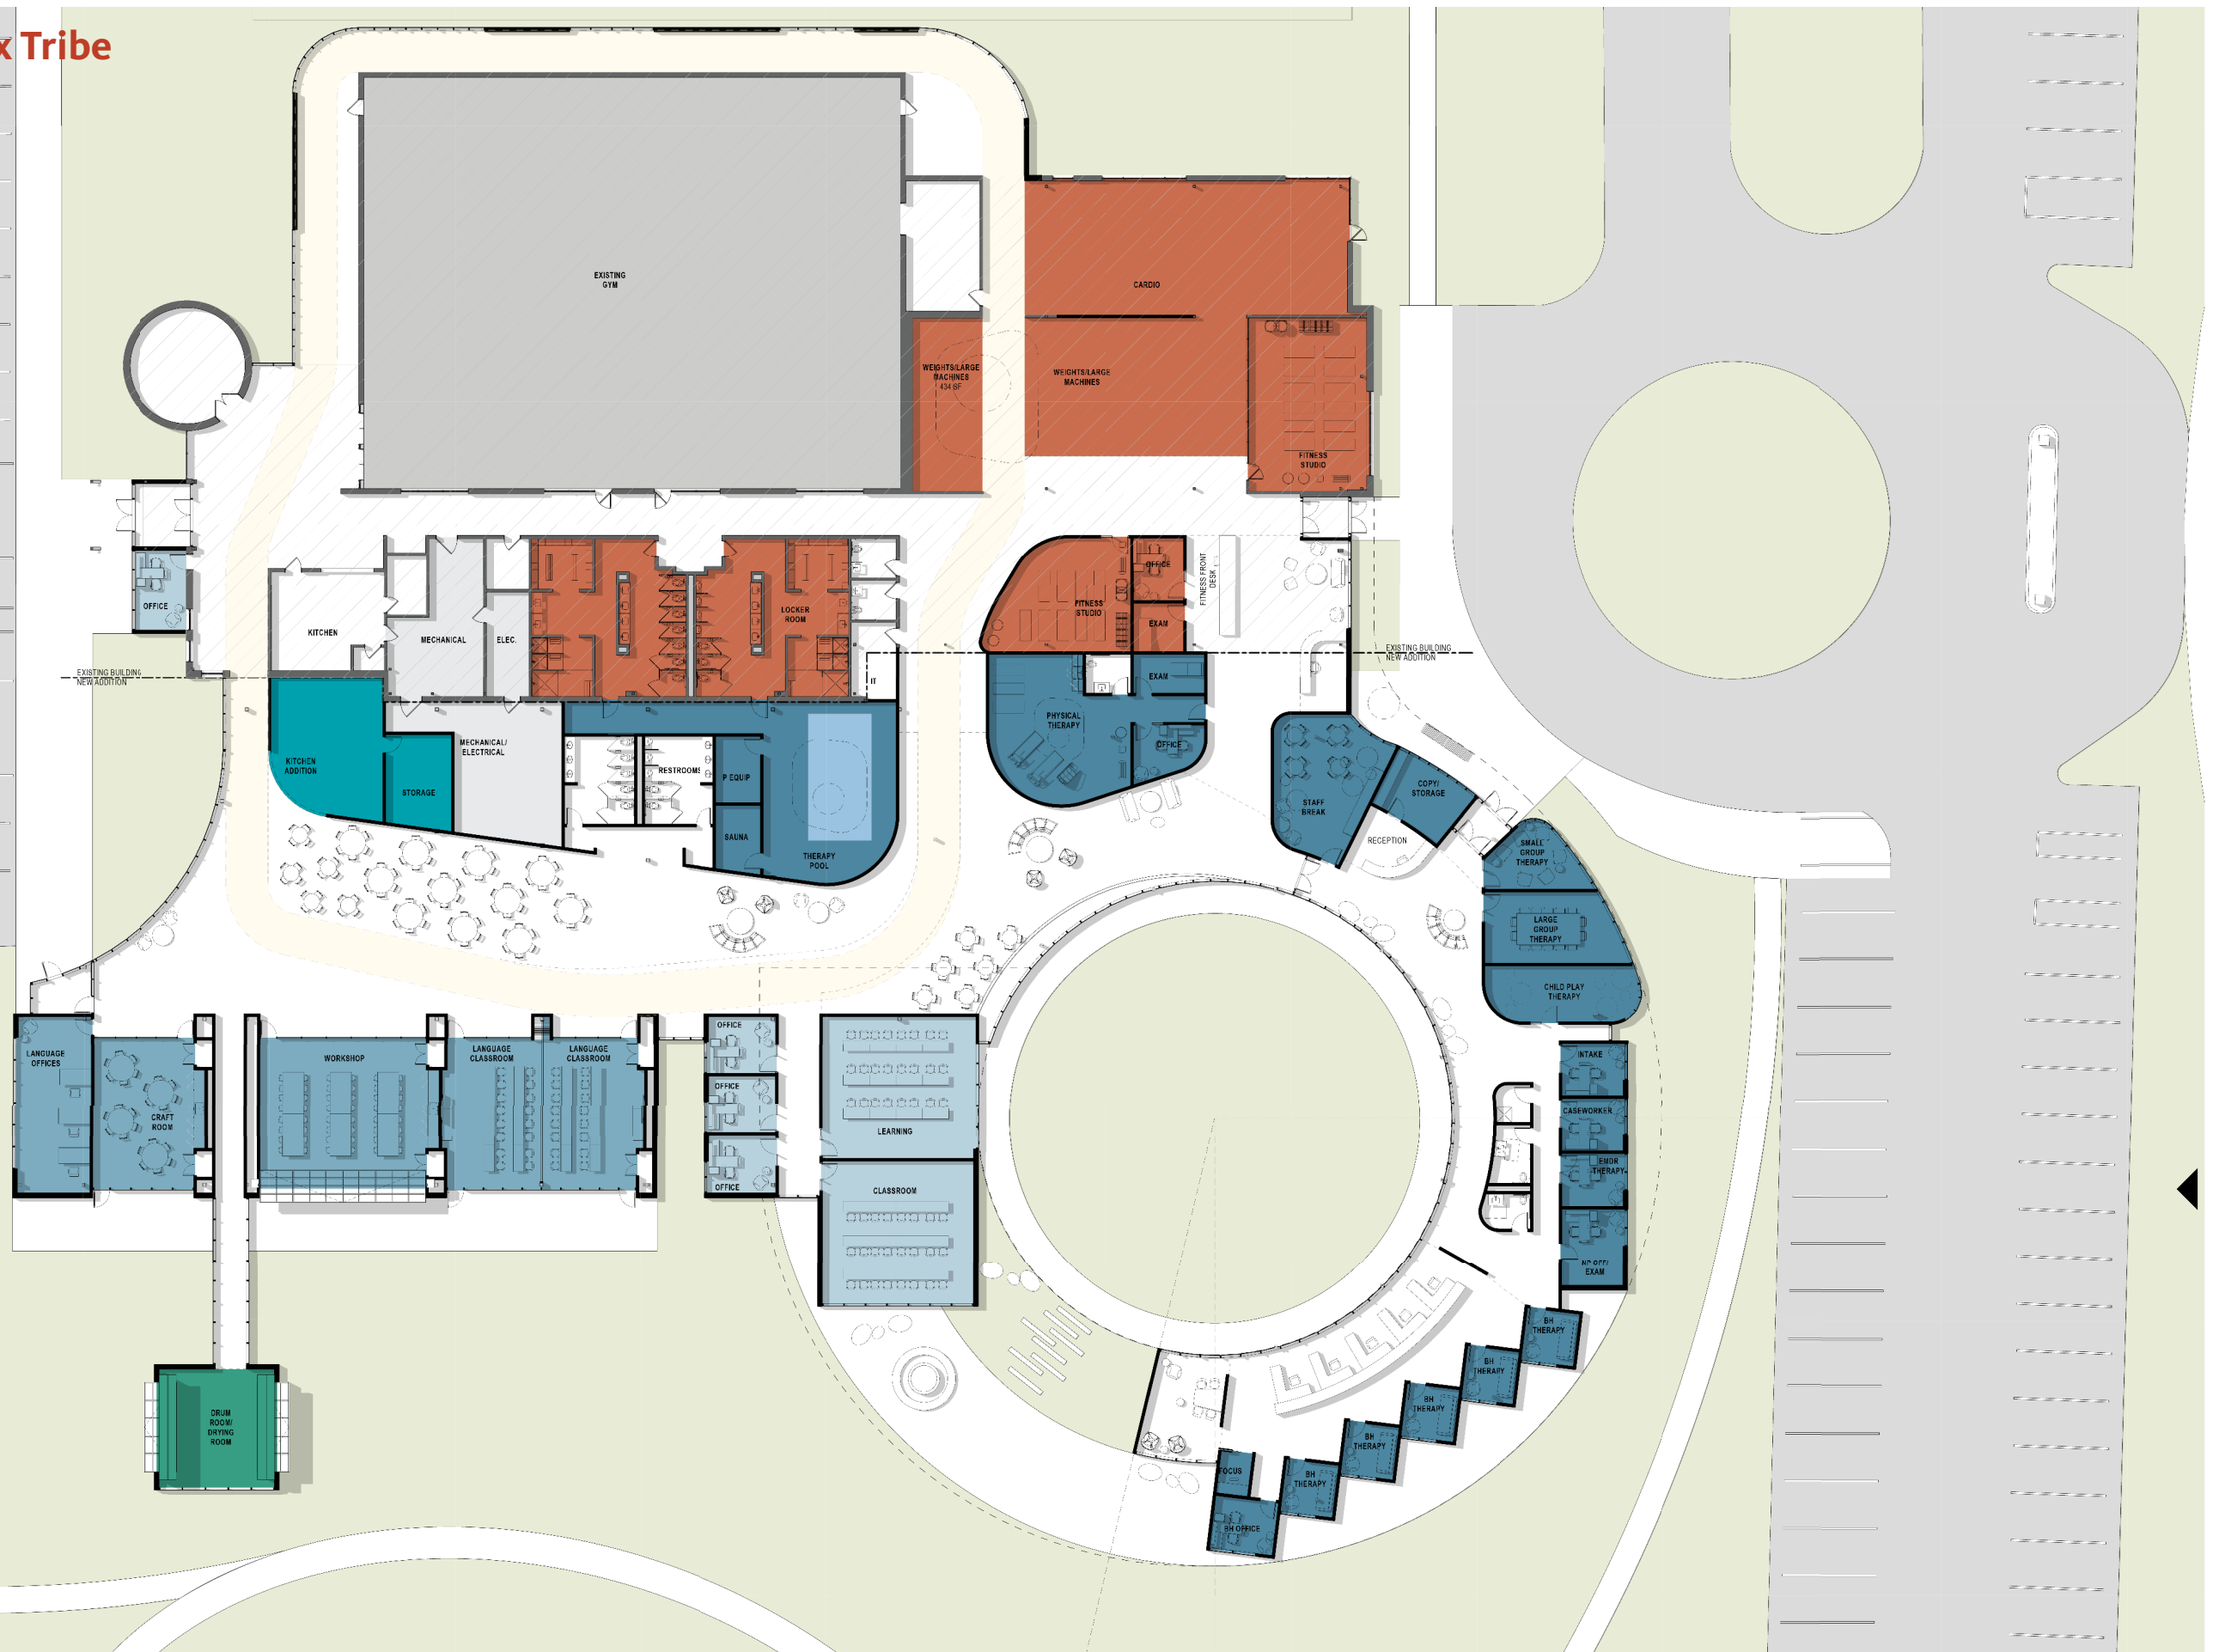 x Tribe
EXISTING
GYM
CARDIO
WEIGHTS/LARGE
MACHINES
434 SF
WEIGHTS/LARGE
MACHINES
FITNESS
STUDIO
OFFICE
KITCHEN
MECHANICAL
ELEC.
LOCKER
ROOM
IT
FITNESS
STUDIO
OFFICE
EXAM
FITNESS FRONT
DESK
EXISTING BUILDING
NEW ADDITION
EXISTING BUILDING
NEW ADDITION
KITCHEN
ADDITION
STORAGE
MECHANICAL/
ELECTRICAL
RESTROOMS
P EQUIP
SAUNA
THERAPY
POOL
PHYSICAL
THERAPY
EXAM
OFFICE
STAFF
BREAK
COPY/
STORAGE
RECEPTION
SMALL
GROUP
THERAPY
LARGE
GROUP
THERAPY
CHILD PLAY
THERAPY
LANGUAGE
OFFICES
CRAFT
ROOM
WORKSHOP
LANGUAGE
CLASSROOM
LANGUAGE
CLASSROOM
OFFICE
OFFICE
OFFICE
LEARNING
CLASSROOM
INTAKE
CASEWORKER
EMDR
THERAPY
NP OFF/
EXAM
BH
THERAPY
BH
THERAPY
BH
THERAPY
BH
THERAPY
BH
THERAPY
FOCUS
BH OFFICE
DRUM
ROOM/
DRYING
ROOM